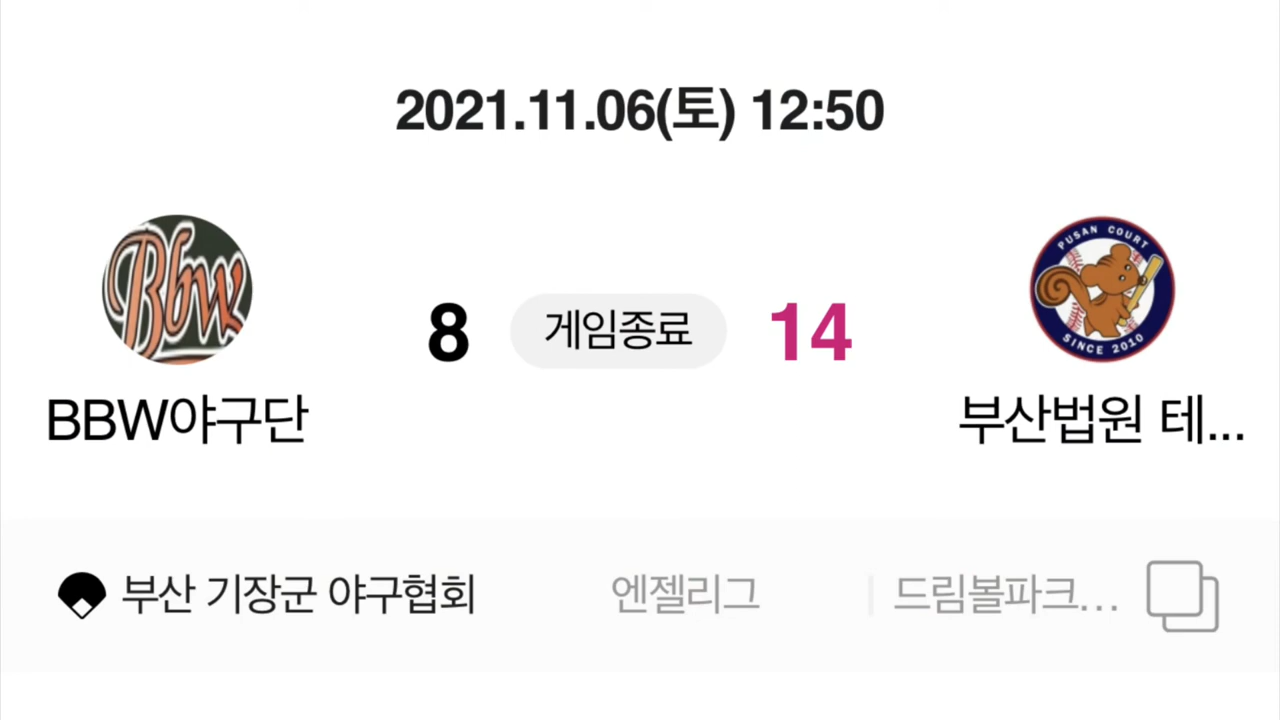 2021.11.06(토) 12:50
Bbw
PUSAN COURT
SINCE 2010
8 게임종료 14
BBW야구단
부산법원 테...
부산 기장군 야구협회 엔젤리그 드림볼파크...